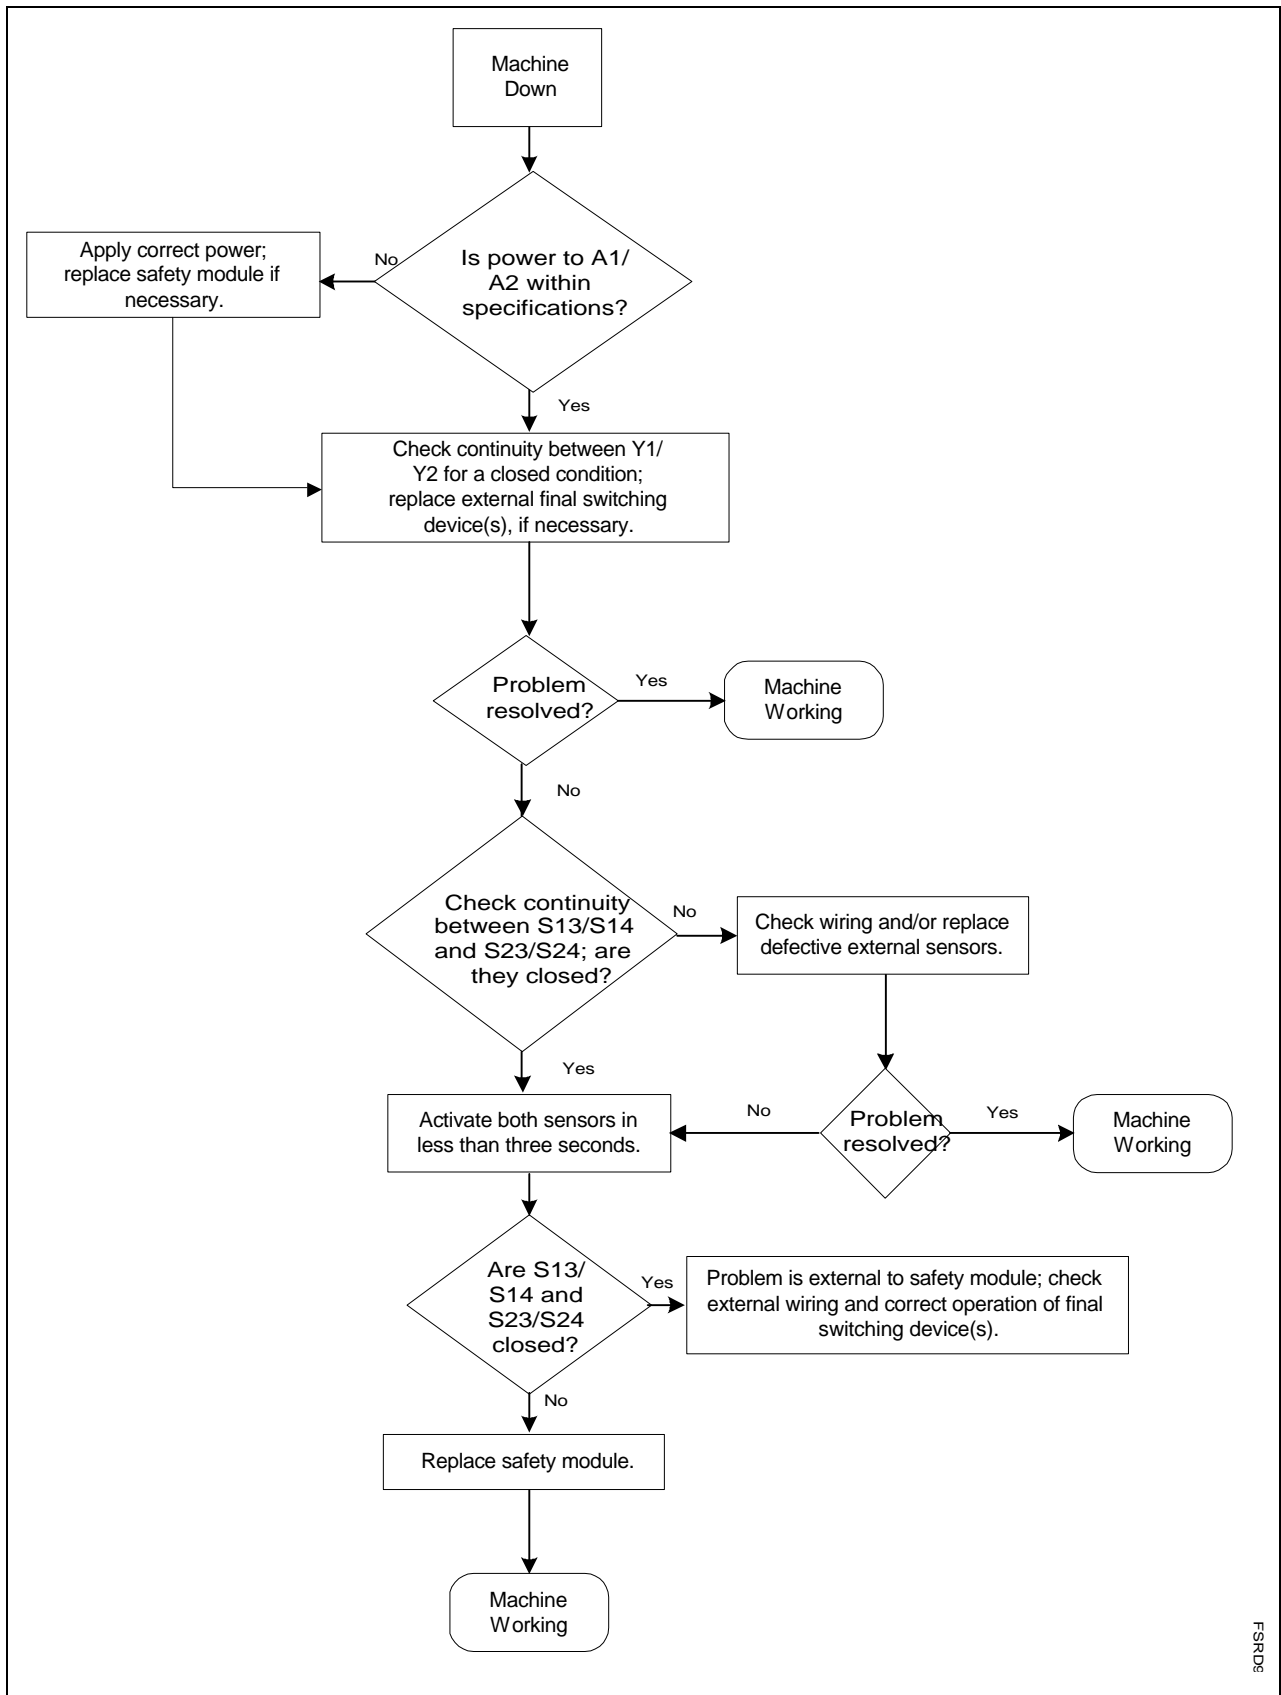 Machine
Down
Is power to A1/
A2 within
specifications?
No
Apply correct power;
replace safety module if
necessary.
Yes
Check continuity between Y1/
Y2 for a closed condition;
replace external final switching
device(s), if necessary.
Problem
resolved?
Yes
Machine
Working
No
Check continuity
between S13/S14
and S23/S24; are
they closed?
No
Check wiring and/or replace
defective external sensors.
Yes
Problem
resolved?
Yes
Machine
Working
No
Activate both sensors in
less than three seconds.
Are S13/
S14 and
S23/S24
closed?
Yes
Problem is external to safety module; check
external wiring and correct operation of final
switching device(s).
No
Replace safety module.
Machine
Working